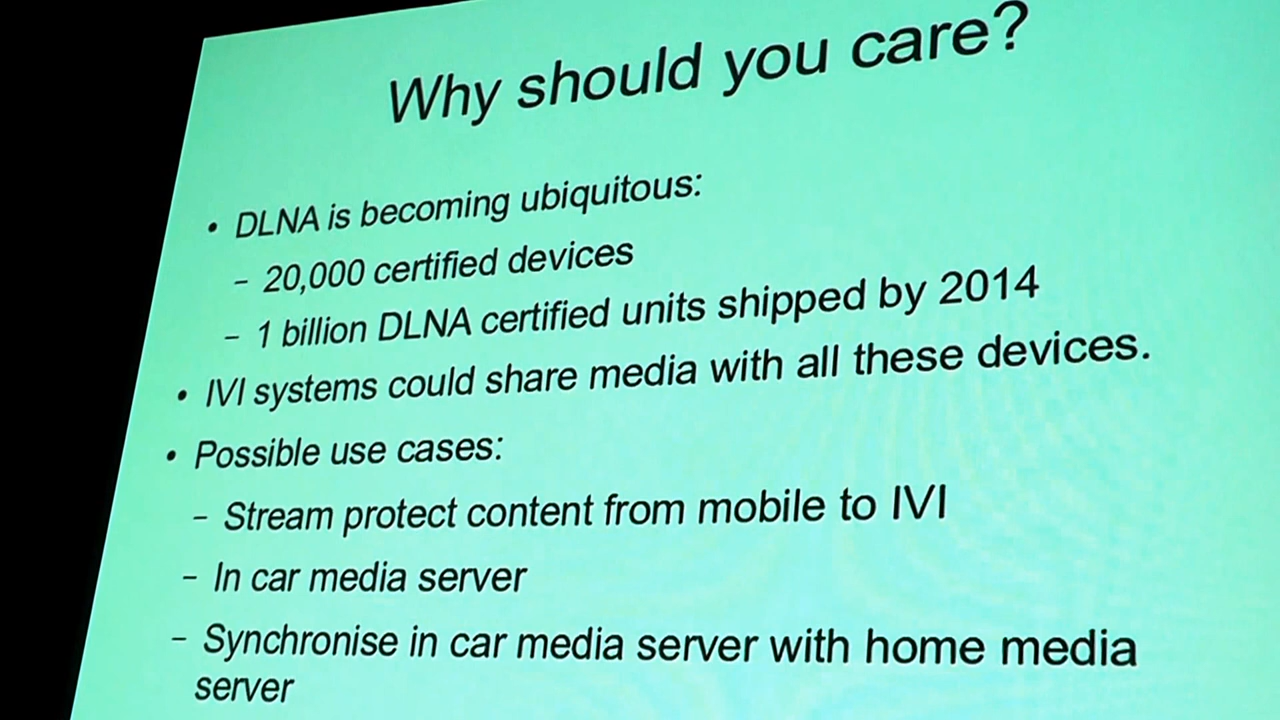 Why should you care?
• DLNA is becoming ubiquitous:
– 20,000 certified devices
– 1 billion DLNA certified units shipped by 2014
• IVI systems could share media with all these devices.
• Possible use cases:
– Stream protect content from mobile to IVI
– In car media server
– Synchronise in car media server with home media
server